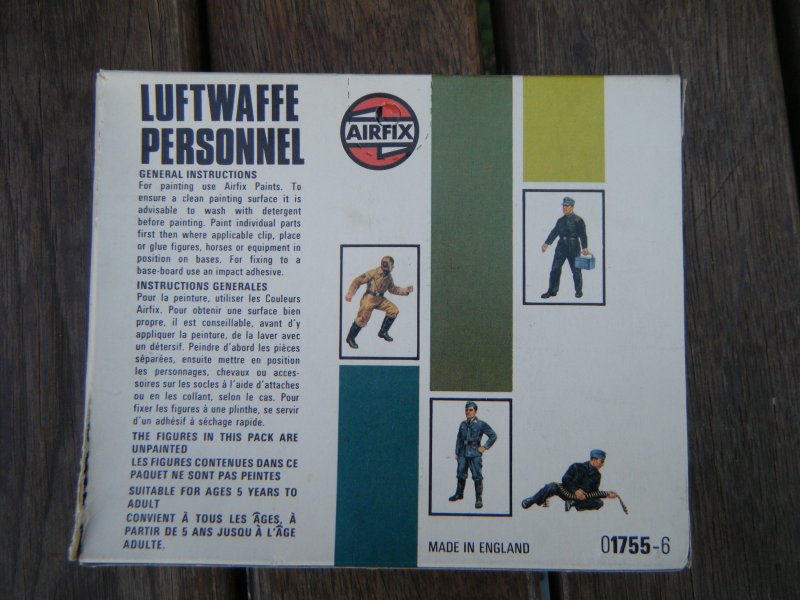 LUFTWAFFE
PERSONNEL
AIRFIX
GENERAL INSTRUCTIONS
For painting use Airfix Paints. To
ensure a clean painting surface it is
advisable to wash with detergent
before painting. Paint individual parts
first then where applicable clip, place
or glue figures, horses or equipment in
position on bases. For fixing to a
base-board use an impact adhesive.
INSTRUCTIONS GENERALES
Pour la peinture, utiliser les Couleurs
Airfix. Pour obtenir une surface bien
propre, il est conseillable, avant d'y
appliquer la peinture, de la laver avec
un détersif. Peindre d'abord les pièces
séparées, ensuite mettre en position
les personnages, chevaux ou acces-
soires sur les socles à l'aide d'attaches
ou en les collant, selon le cas. Pour
fixer les figures à une plinthe, se servir
d'un adhésif à séchage rapide.
THE FIGURES IN THIS PACK ARE
UNPAINTED
LES FIGURES CONTENUES DANS CE
PAQUET NE SONT PAS PEINTES
SUITABLE FOR AGES 5 YEARS TO
ADULT
CONVIENT À TOUS LES ÂGES, À
PARTIR DE 5 ANS JUSQU À L'ÂGE
ADULTE.
MADE IN ENGLAND
01755-6